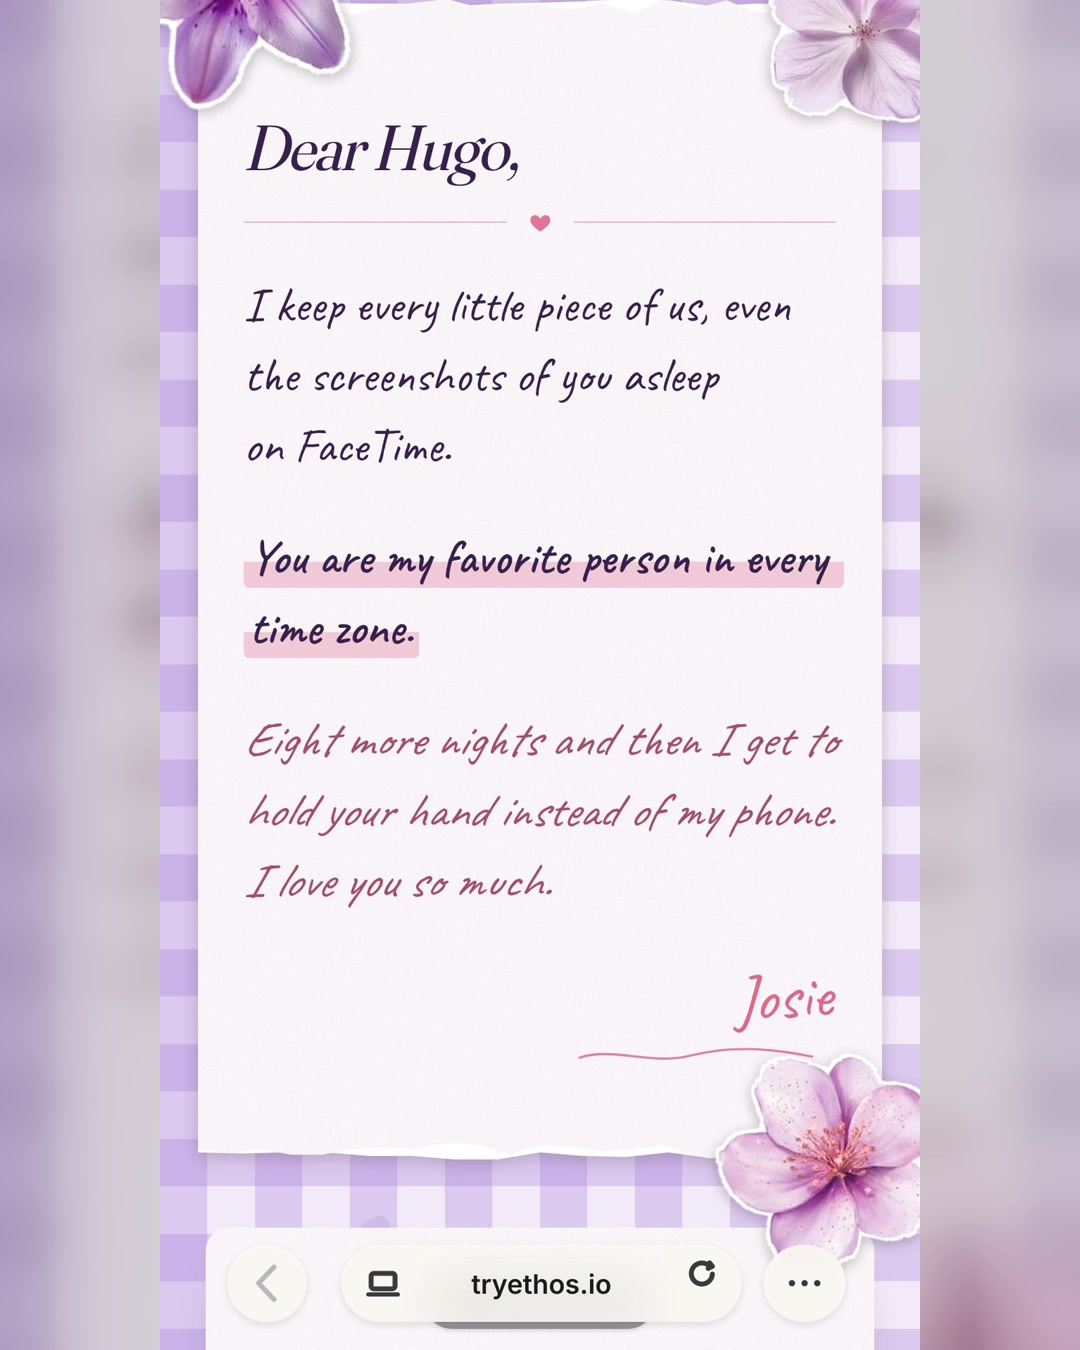 Dear Hugo,
I keep every little piece of us, even
the screenshots of you asleep
on FaceTime.
You are my favorite person in every
time zone.
Eight more nights and then I get to
hold your hand instead of my phone.
I love you so much.
Josie
tryethos.io